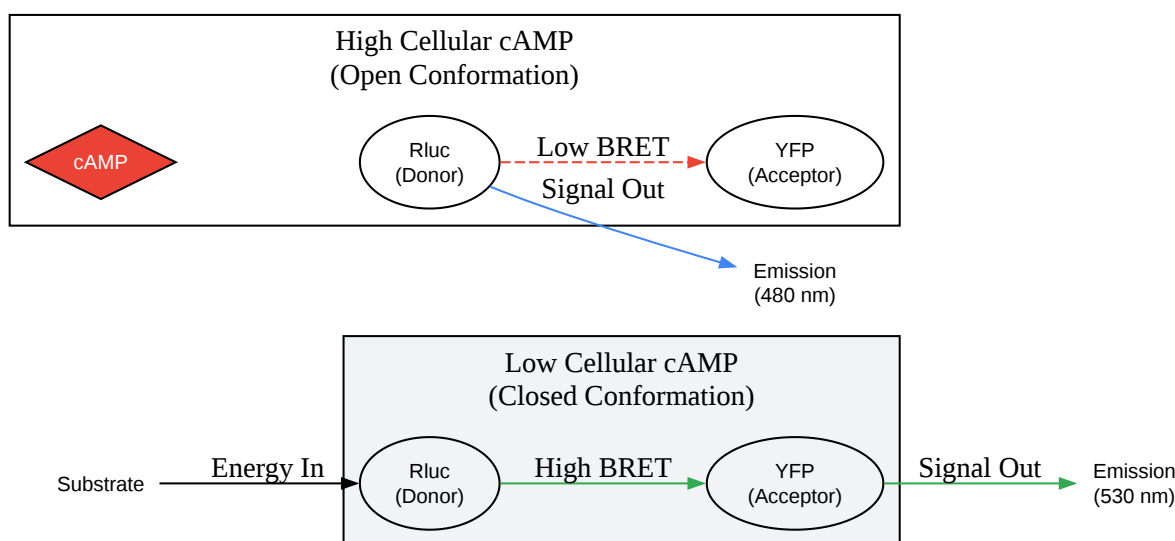 High Cellular cAMP
(Open Conformation)
cAMP
Rluc
(Donor)
Low BRET
YFP
(Acceptor)
Signal Out
Emission
(480 nm)
Low Cellular cAMP
(Closed Conformation)
Substrate
Energy In
Rluc
(Donor)
High BRET
YFP
(Acceptor)
Signal Out
Emission
(530 nm)